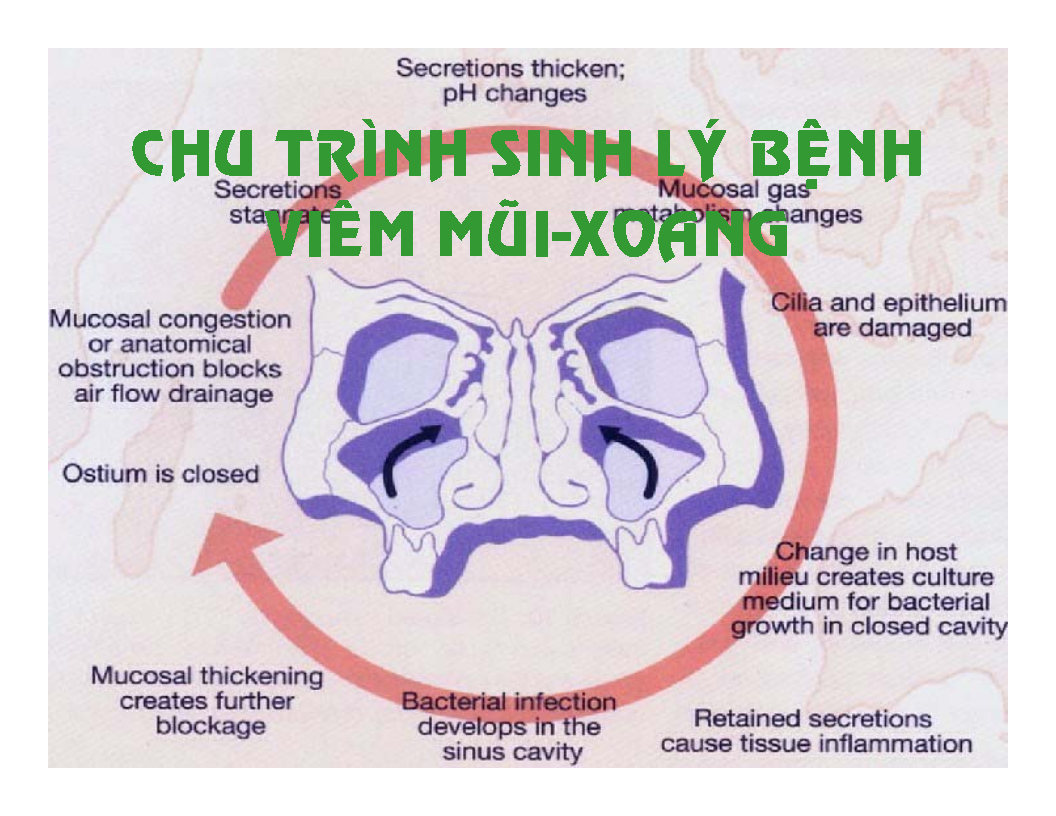 Secretions thicken;
pH changes
CHU TRÌNH SINH LÝ BỆNH
VIÊM MŨI-XOANG
Secretions
stagnate
Mucosal gas
metabolism changes
Cilia and epithelium
are damaged
Mucosal congestion
or anatomical
obstruction blocks
air flow drainage
Ostium is closed
Change in host
milieu creates culture
medium for bacterial
growth in closed cavity
Mucosal thickening
creates further
blockage
Bacterial infection
develops in the
sinus cavity
Retained secretions
cause tissue inflammation